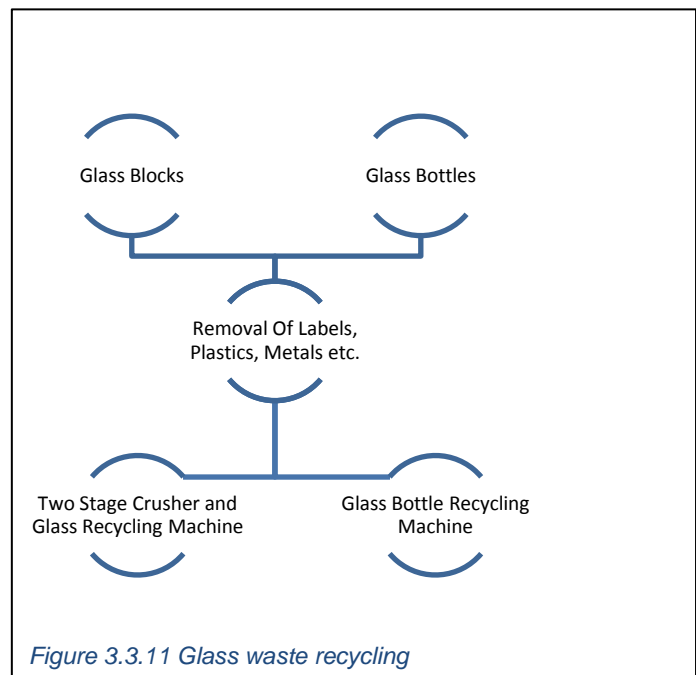 Glass Blocks
Glass Bottles
Removal Of Labels,
Plastics, Metals etc.
Two Stage Crusher and
Glass Recycling Machine
Glass Bottle Recycling
Machine
Figure 3.3.11 Glass waste recycling